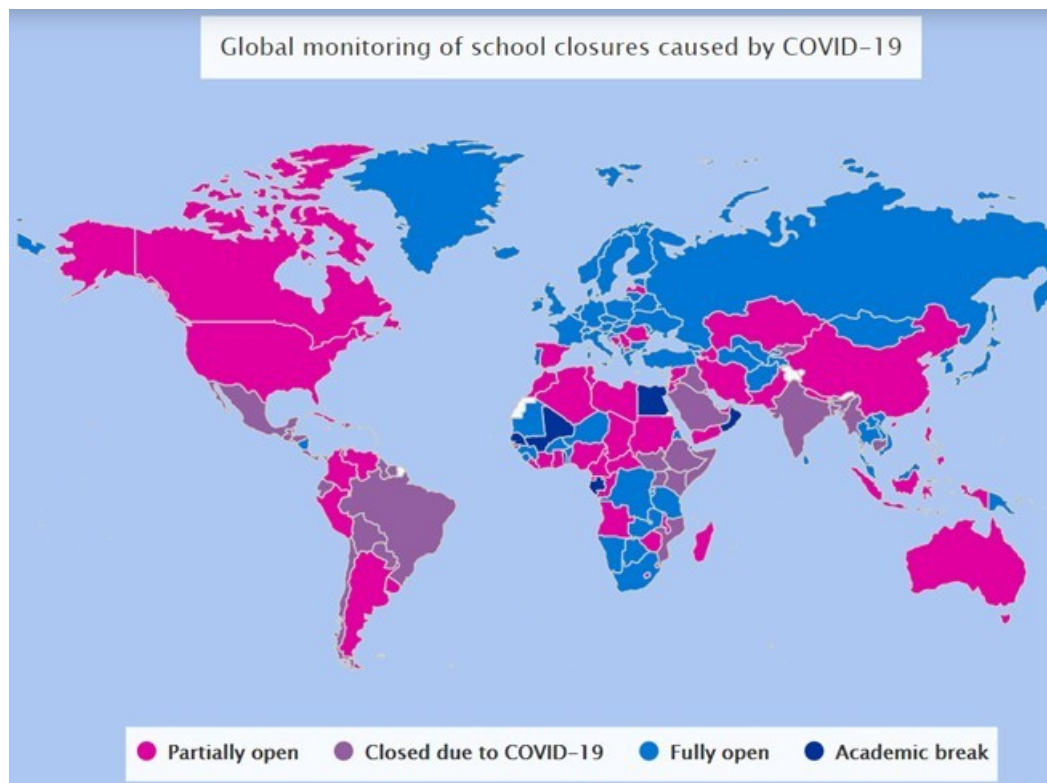 Global monitoring of school closures caused by COVID-19
Partially open
Closed due to COVID-19
Fully open
Academic break